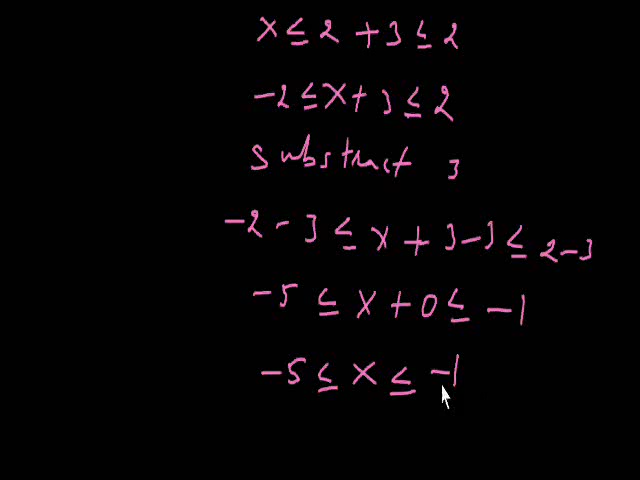 x ≤ 2 + 3 ≤ 2
-2 ≤ x + 3 ≤ 2
substract 3
-2 - 3 ≤ x + 3 - 3 ≤ 2 - 3
-5 ≤ x + 0 ≤ -1
-5 ≤ x ≤ -1